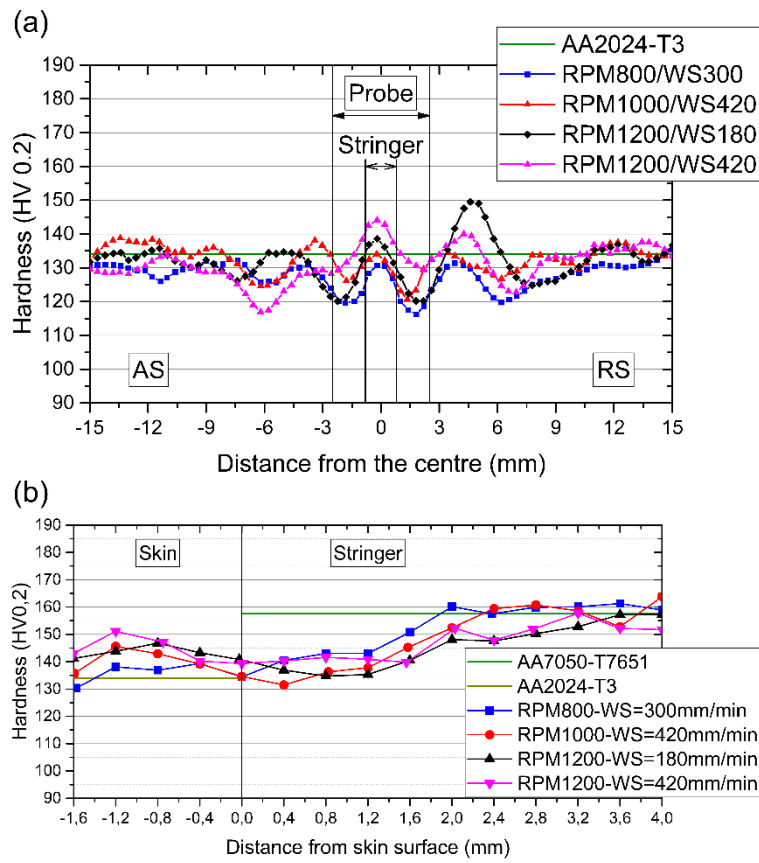 (a)
190
180
170
160
150
140
130
120
110
100
90
Hardness (HV 0.2)
Probe
Stringer
AA2024-T3
RPM800/WS300
RPM1000/WS420
RPM1200/WS180
RPM1200/WS420
AS
RS
-15 -12 -9 -6 -3 0 3 6 9 12 15
Distance from the centre (mm)
(b)
190
180
170
160
150
140
130
120
110
100
90
Hardness (HV0,2)
Skin
Stringer
AA7050-T7651
AA2024-T3
RPM800-WS=300mm/min
RPM1000-WS=420mm/min
RPM1200-WS=180mm/min
RPM1200-WS=420mm/min
-1,6 -1,2 -0,8 -0,4 0,0 0,4 0,8 1,2 1,6 2,0 2,4 2,8 3,2 3,6 4,0
Distance from skin surface (mm)